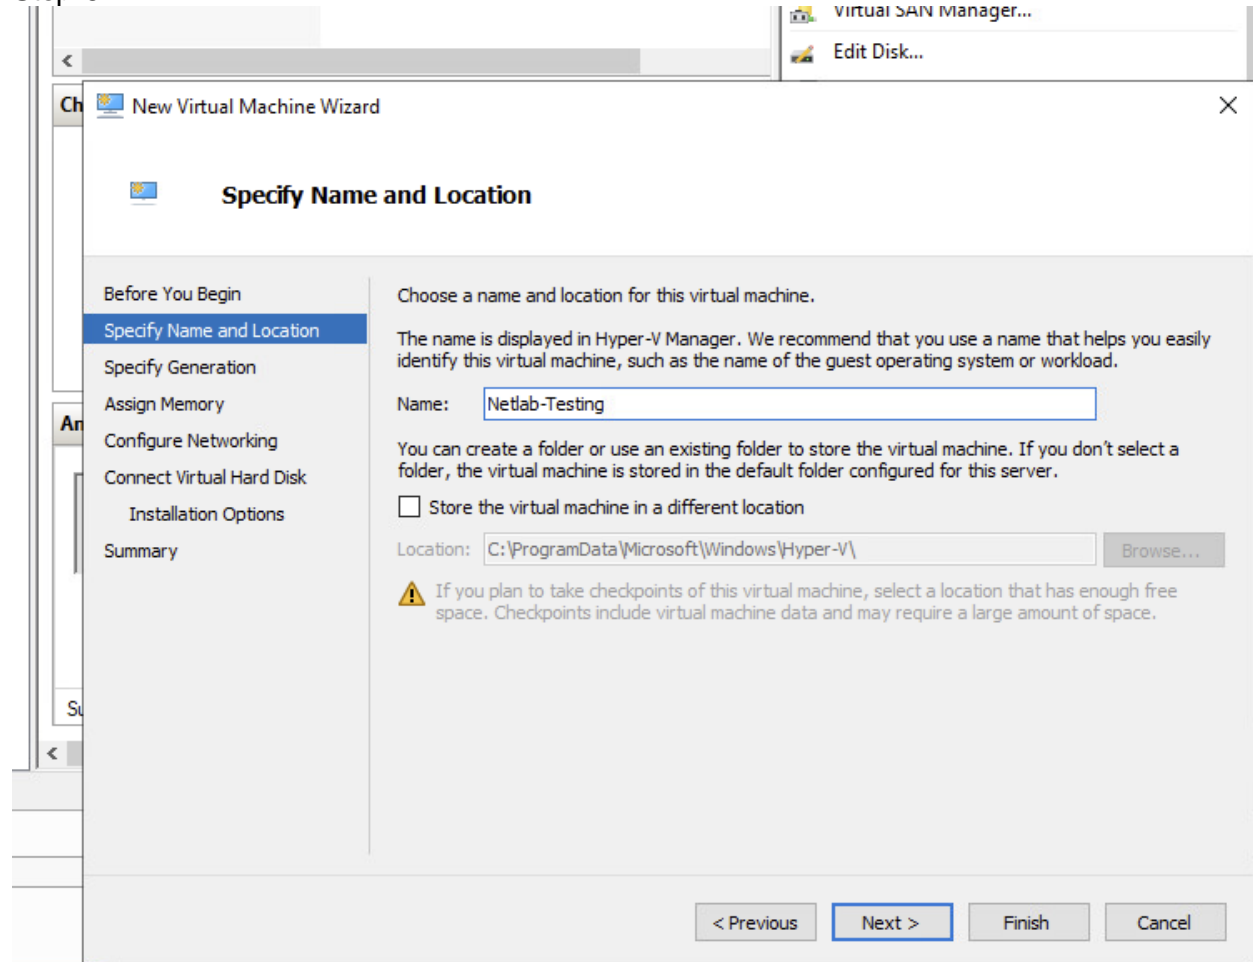 Virtual SAN Manager...
Edit Disk...
Ch
New Virtual Machine Wizard
Specify Name and Location
Before You Begin
Specify Name and Location
Specify Generation
Assign Memory
Configure Networking
Connect Virtual Hard Disk
Installation Options
Summary
Choose a name and location for this virtual machine.
The name is displayed in Hyper-V Manager. We recommend that you use a name that helps you easily
identify this virtual machine, such as the name of the guest operating system or workload.
Name: Netlab-Testing
You can create a folder or use an existing folder to store the virtual machine. If you don't select a
folder, the virtual machine is stored in the default folder configured for this server.
Store the virtual machine in a different location
Location: C:\ProgramData\Microsoft\Windows\Hyper-V\ Browse...
If you plan to take checkpoints of this virtual machine, select a location that has enough free
space. Checkpoints include virtual machine data and may require a large amount of space.
Su
< Previous Next > Finish Cancel